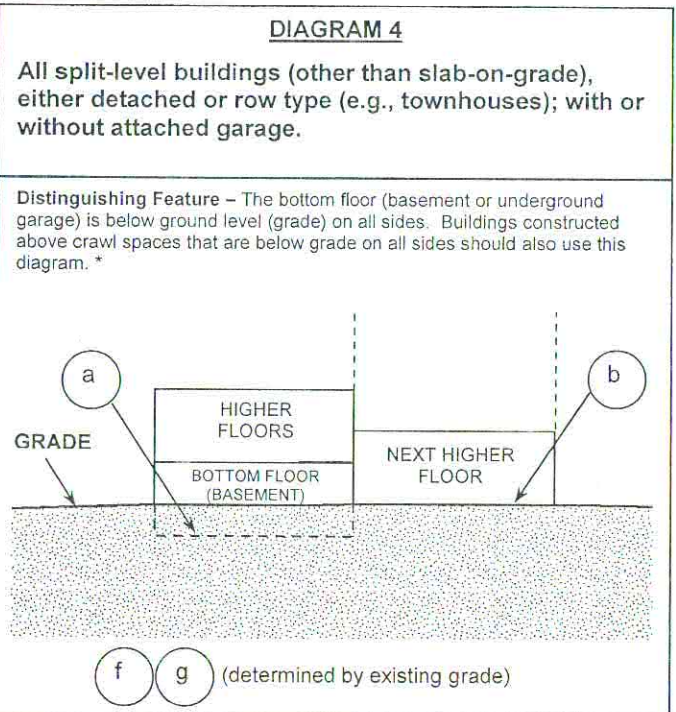 DIAGRAM 4
All split-level buildings (other than slab-on-grade),
either detached or row type (e.g., townhouses); with or
without attached garage.
Distinguishing Feature – The bottom floor (basement or underground
garage) is below ground level (grade) on all sides. Buildings constructed
above crawl spaces that are below grade on all sides should also use this
diagram. *
a
b
HIGHER
FLOORS
GRADE
NEXT HIGHER
FLOOR
BOTTOM FLOOR
(BASEMENT)
f g (determined by existing grade)